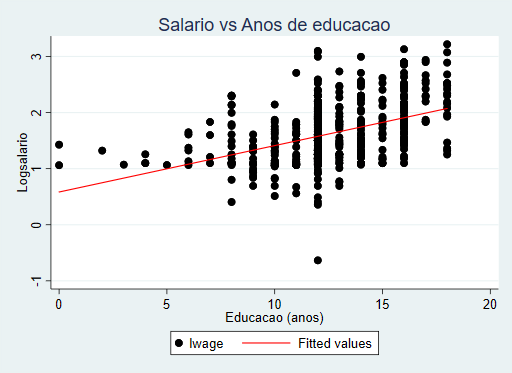 Salario vs Anos de educacao
Logsalario
3
2
1
0
-1
0 5 10 15 20
Educacao (anos)
lwage Fitted values